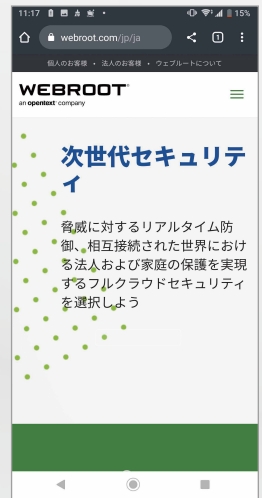 11:17
15%
webroot.com/jp/ja
1
個人のお客様 • 法人のお客様 • ウェブルートについて
WEBROOT
an opentext company
次世代セキュリテ
ィ
脅威に対するリアルタイム防
御、相互接続された世界におけ
る法人および家庭の保護を実現
するフルクラウドセキュリティ
を選択しよう